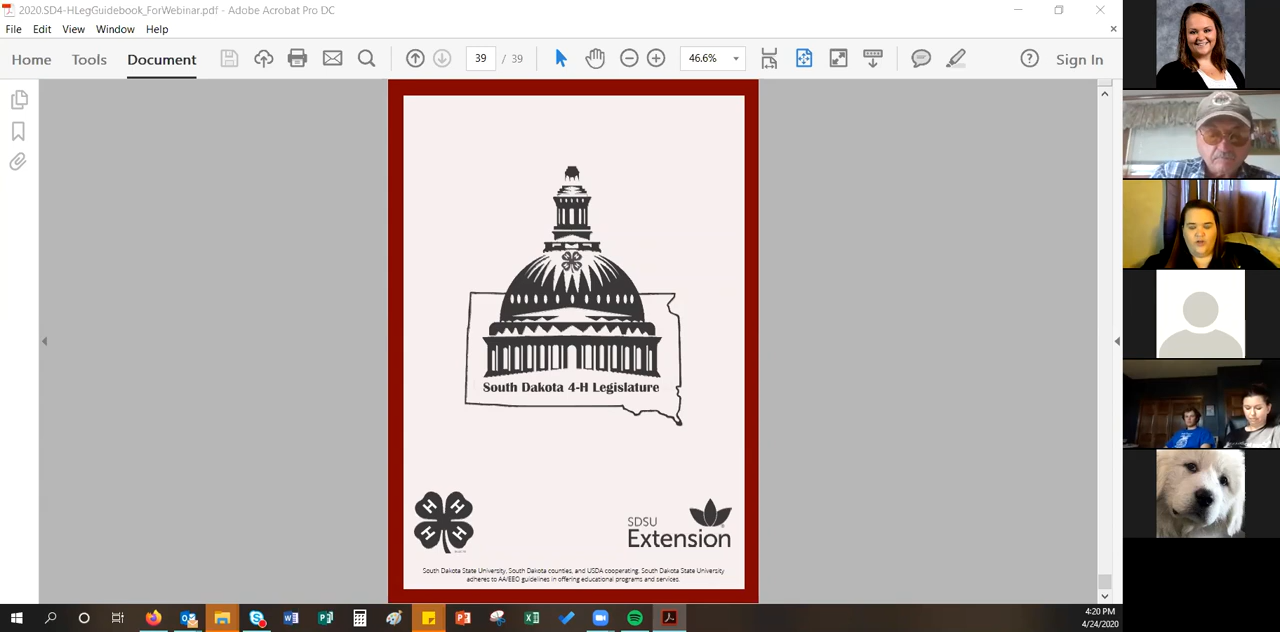 2020.SD4-HLegGuidebook_ForWebinar.pdf - Adobe Acrobat Pro DC
File Edit View Window Help
Home Tools Document 39 / 39 46.6% Sign In
South Dakota 4-H Legislature
H H
H H
SDSU
Extension
South Dakota State University, South Dakota counties, and USDA cooperating. South Dakota State University
adheres to AA/EEO guidelines in offering educational programs and services.
4:20 PM
4/24/2020